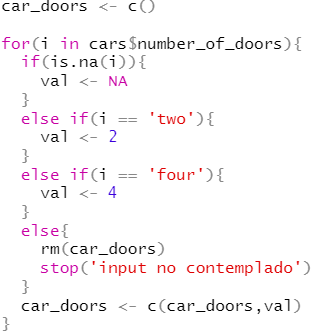 car_doors <- c()
for(i in cars$number_of_doors){
  if(is.na(i)){
    val <- NA
  }
  else if(i == 'two'){
    val <- 2
  }
  else if(i == 'four'){
    val <- 4
  }
  else{
    rm(car_doors)
    stop('input no contemplado')
  }
  car_doors <- c(car_doors,val)
}